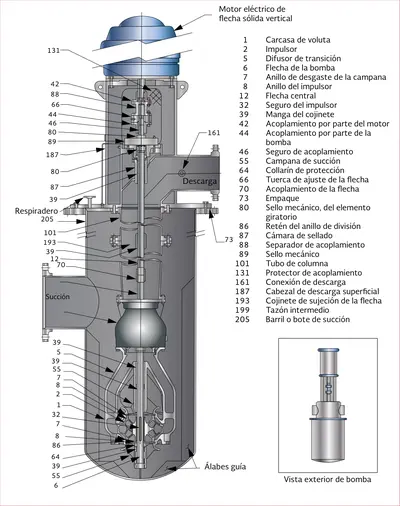 Motor eléctrico de
flecha sólida vertical
131
42
88
66
44
46
80
89
187
80
87
39
161
Descarga
Respiradero
205
101
193
39
12
70
73
Succión
39
5
39
55
7
8
2
1
32
7
8
86
64
39
55
6
Álabes guía
1 Carcasa de voluta
2 Impulsor
5 Difusor de transición
6 Flecha de la bomba
7 Anillo de desgaste de la campana
8 Anillo del impulsor
12 Flecha central
32 Seguro del impulsor
39 Manga del cojinete
42 Acoplamiento por parte del motor
44 Acoplamiento por parte de la
bomba
46 Seguro de acoplamiento
55 Campana de succión
64 Collarín de protección
66 Tuerca de ajuste de la flecha
70 Acoplamiento de la flecha
73 Empaque
80 Sello mecánico, del elemento
giratorio
86 Retén del anillo de división
87 Cámara de sellado
88 Separador de acoplamiento
89 Sello mecánico
101 Tubo de columna
131 Protector de acoplamiento
161 Conexión de descarga
187 Cabezal de descarga superficial
193 Cojinete de sujeción de la flecha
199 Tazón intermedio
205 Barril o bote de succión
Vista exterior de bomba